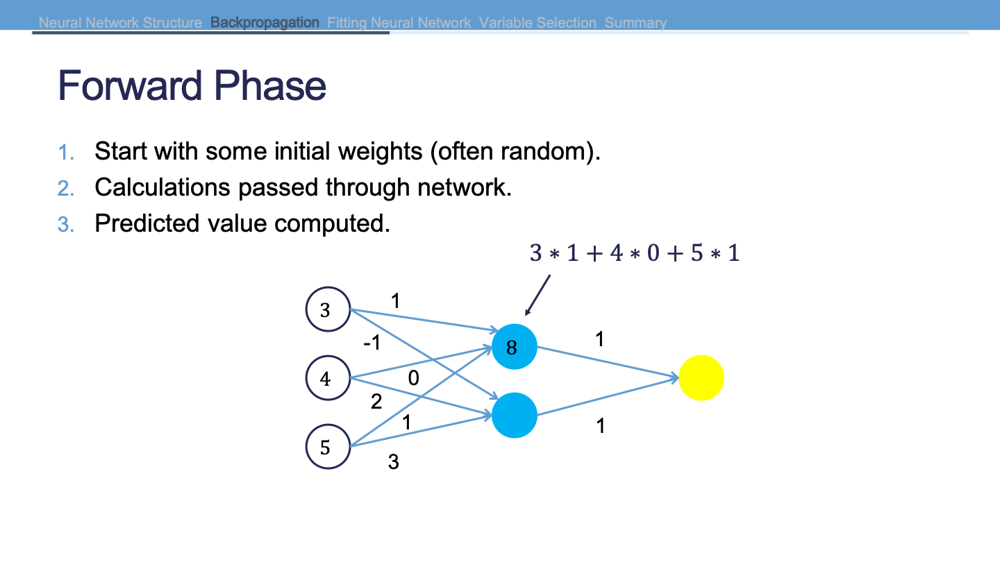 Neural Network Structure Backpropagation Fitting Neural Network Variable Selection Summary
Forward Phase
1. Start with some initial weights (often random).
2. Calculations passed through network.
3. Predicted value computed.
3 ∗ 1 + 4 ∗ 0 + 5 ∗ 1
3
1
-1
8
1
4
0
2
1
1
5
3